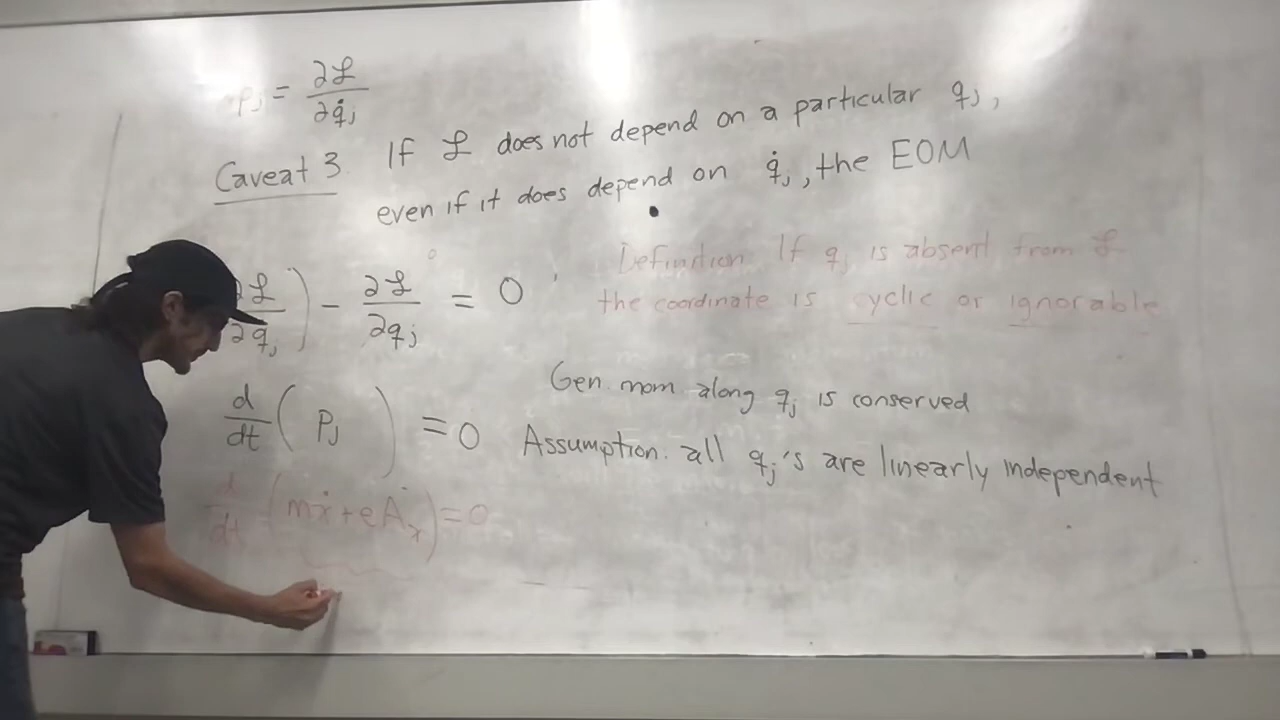 pj = ∂ℒ/∂q̇j
Caveat 3. If ℒ does not depend on a particular qj,
even if it does depend on q̇j, the EOM
∂ℒ/∂q̇j) − ∂ℒ/∂qj = 0
Definition If qj is absent from ℒ
the coordinate is cyclic or ignorable
d/dt (Pj) = 0
Gen. mom. along qj is conserved
Assumption. all qj's are linearly independent
d/dt (mẋ+eAx) = 0